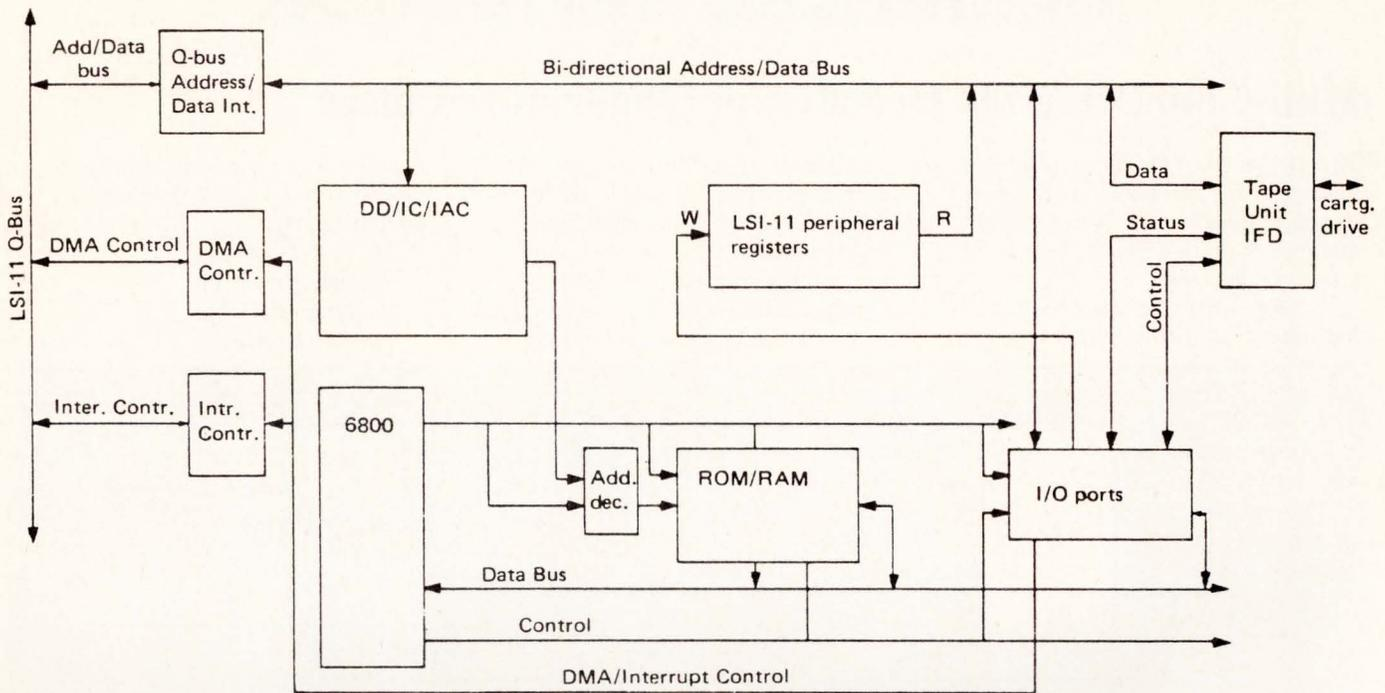 Add/Data
bus
Q-bus
Address/
Data Int.
Bi-directional Address/Data Bus
LSI-11 Q-Bus
DMA Control
DMA
Contr.
DD/IC/IAC
W
LSI-11 peripheral
registers
R
Data
Status
Control
Tape
Unit
IFD
cartg.
drive
Inter. Contr.
Intr.
Contr.
6800
Add.
dec.
ROM/RAM
I/O ports
Data Bus
Control
DMA/Interrupt Control